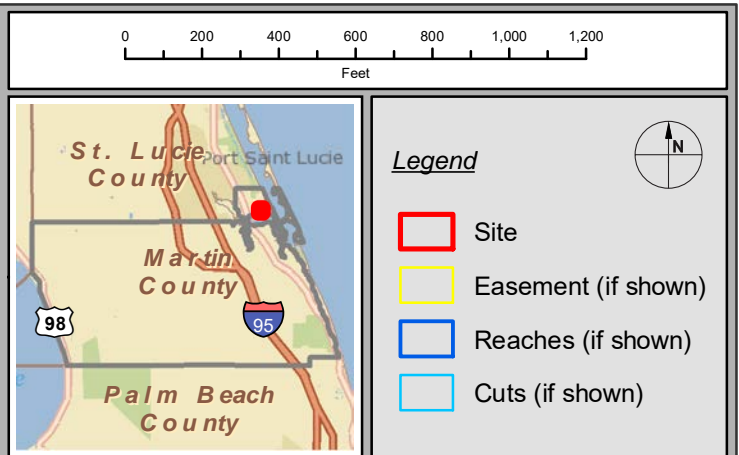 0 200 400 600 800 1,000 1,200
Feet
St. Lucie
County
Port Saint Lucie
Martin
County
98
95
Palm Beach
County
Legend
N
Site
Easement (if shown)
Reaches (if shown)
Cuts (if shown)